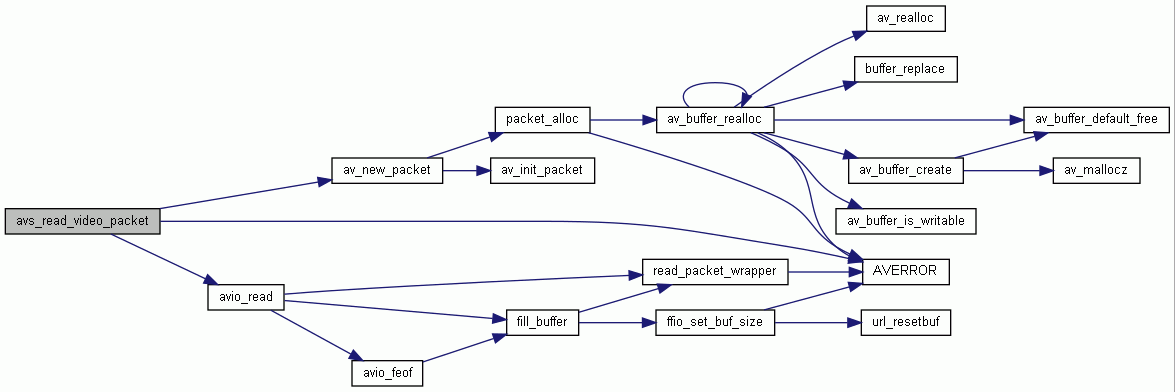 av_realloc
buffer_replace
packet_alloc
av_buffer_realloc
av_buffer_default_free
av_new_packet
av_init_packet
av_buffer_create
av_mallocz
avs_read_video_packet
av_buffer_is_writable
read_packet_wrapper
AVERROR
avio_read
fill_buffer
ffio_set_buf_size
url_resetbuf
avio_feof